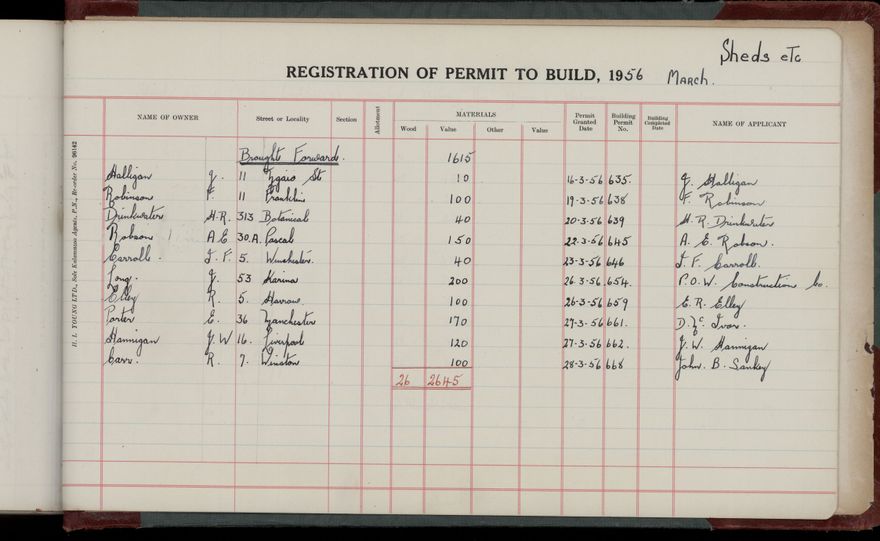 Sheds etc
REGISTRATION OF PERMIT TO BUILD, 1956 March.
NAME OF OWNER Street or Locality Section Allotment MATERIALS Wood Value Other Value Permit Granted Date Building Permit No. Building Completed Date NAME OF APPLICANT
Brought Forward. 1615
Halligan J. 11 Ngaio St. 10 16-3-56 635. J. Halligan
Robinson F. 11 Franklin 100 19-3-56 638 F. Robinson
Drinkwater H.R. 313 Botanical 40 20-3-56 639 H.R. Drinkwater
Robson A E 30.A. Pascal 150 22-3-56 645 A. E. Robson.
Carroll. J. F. 5. Winchester. 40 23-3-56 646 J. F. Carroll.
Long. J. 53 Karina 200 26-3-56 654. P.O.W. Construction Co.
Elley R. 5. Harrow. 100 26-3-56 659 E. R. Elley
Porter E. 36 Manchester 170 27-3-56 661. D.
Hannigan J. W 16. Liverpool 120 27-3-56 662. J. W. Hannigan
Carr. R. 7. Winston 100 28-3-56 668 John. B. Sankey
26 2645
H. I. YOUNG LTD., Sole Kalamazoo Agents, P.N., Re-order No. 96142